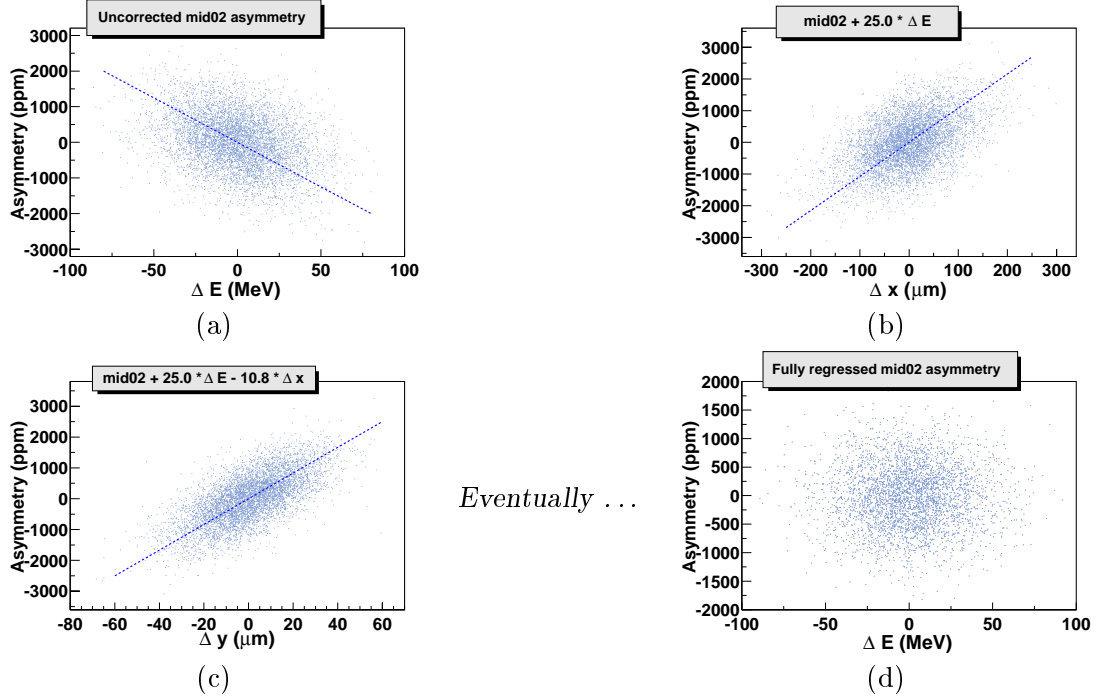 Uncorrected mid02 asymmetry
Asymmetry (ppm)
3000
2000
1000
0
-1000
-2000
-3000
-100 -50 0 50 100
Δ E (MeV)
(a)
mid02 + 25.0 * Δ E
Asymmetry (ppm)
3000
2000
1000
0
-1000
-2000
-3000
-300 -200 -100 0 100 200 300
Δ x (μm)
(b)
mid02 + 25.0 * Δ E - 10.8 * Δ x
Asymmetry (ppm)
3000
2000
1000
0
-1000
-2000
-3000
-80 -60 -40 -20 0 20 40 60
Δ y (μm)
(c)
Eventually ...
Fully regressed mid02 asymmetry
Asymmetry (ppm)
2000
1500
1000
500
0
-500
-1000
-1500
-2000
-100 -50 0 50 100
Δ E (MeV)
(d)